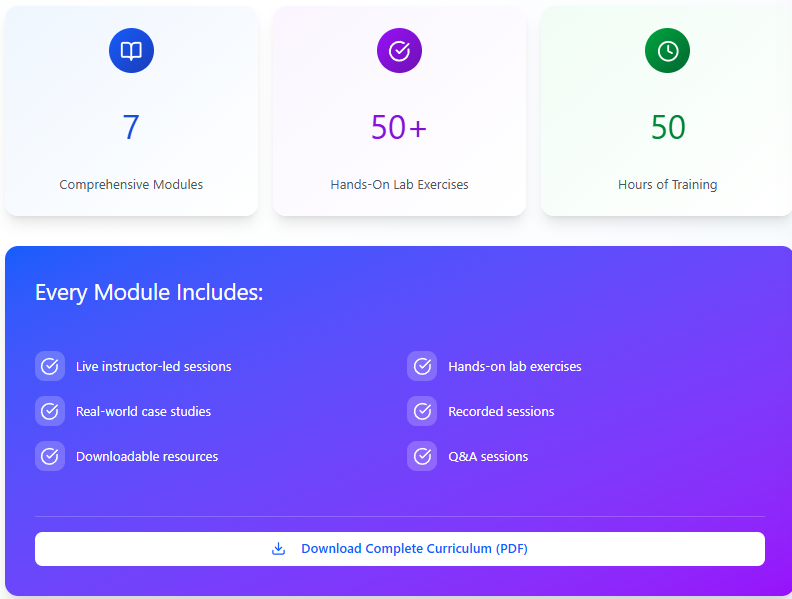 7
50+
50
Comprehensive Modules
Hands-On Lab Exercises
Hours of Training
Every Module Includes:
Live instructor-led sessions
Hands-on lab exercises
Real-world case studies
Recorded sessions
Downloadable resources
Q&A sessions
Download Complete Curriculum (PDF)